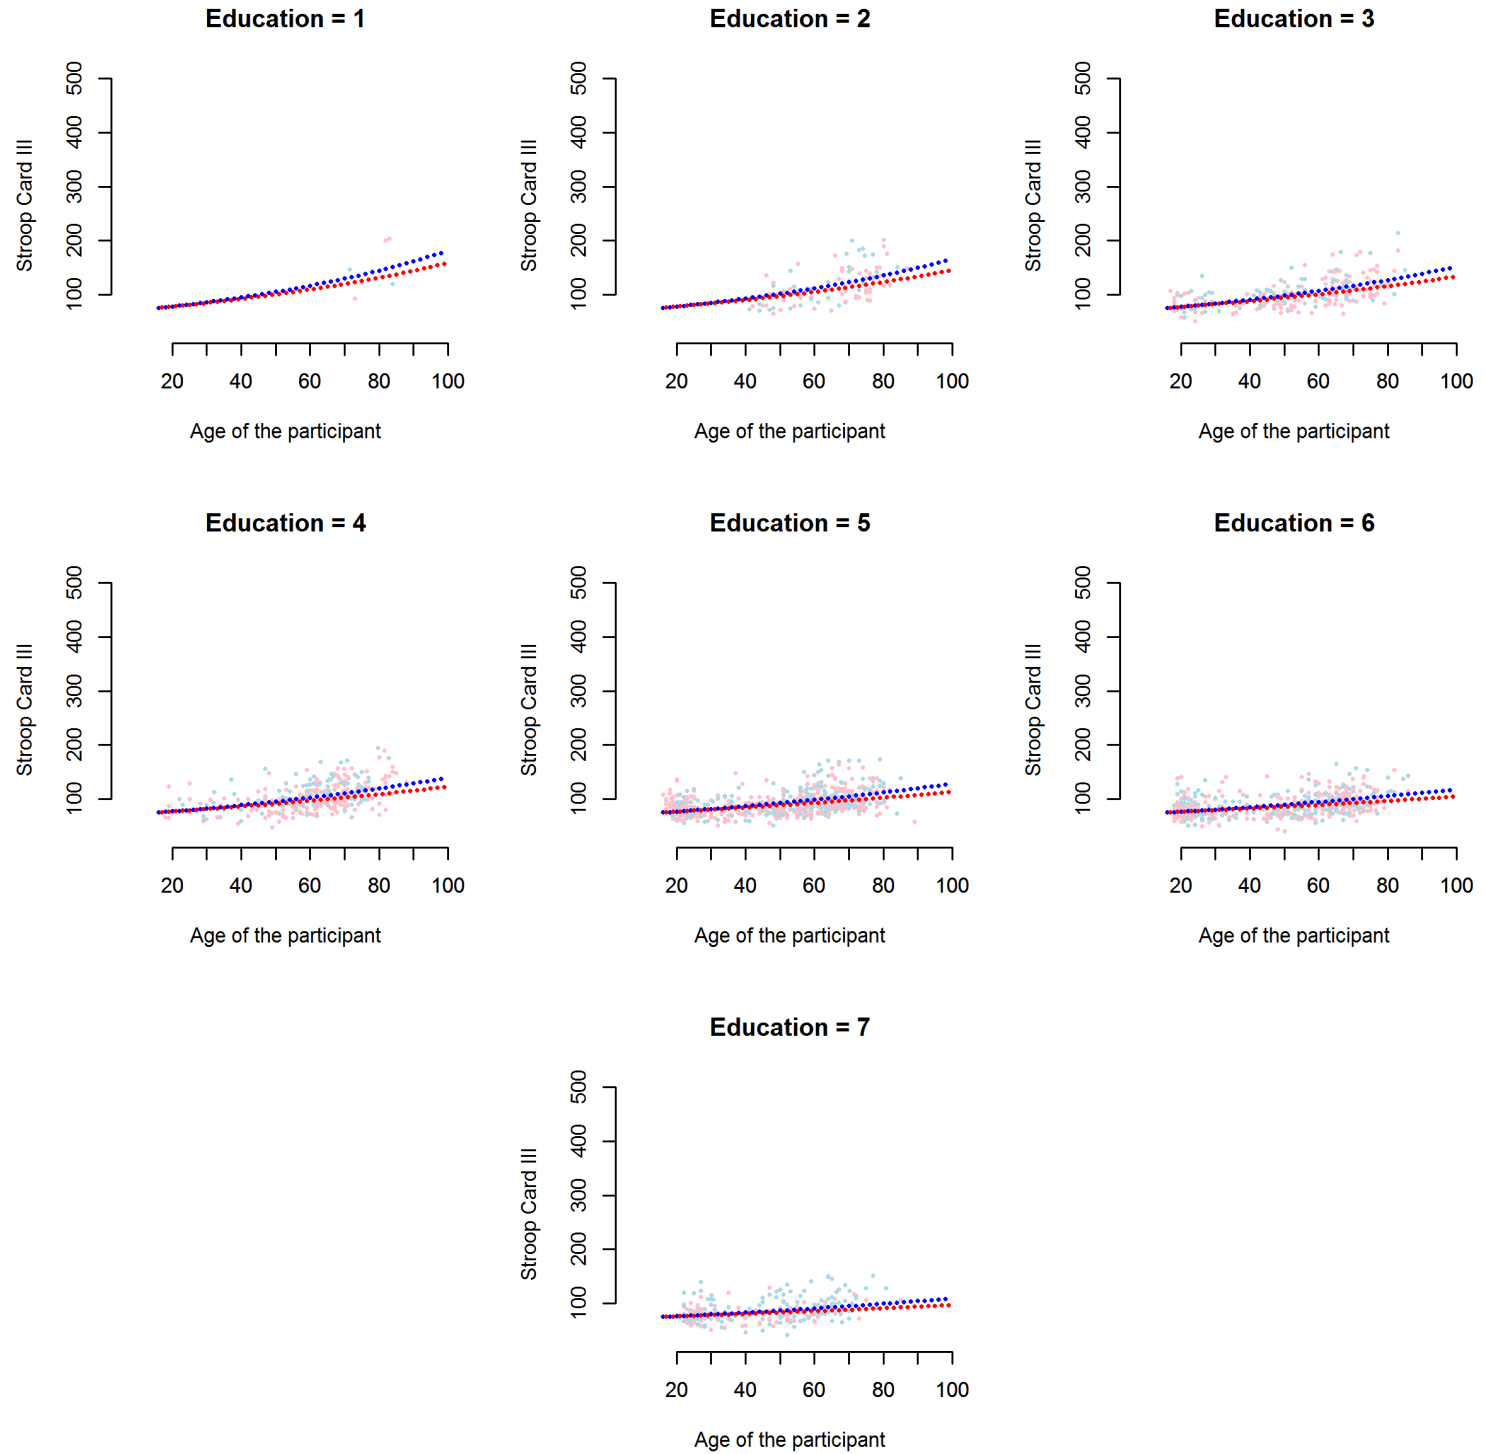 Education = 1
Education = 2
Education = 3
500
400
300
200
100
Stroop Card III
20 40 60 80 100
Age of the participant
500
400
300
200
100
Stroop Card III
20 40 60 80 100
Age of the participant
500
400
300
200
100
Stroop Card III
20 40 60 80 100
Age of the participant
Education = 4
Education = 5
Education = 6
500
400
300
200
100
Stroop Card III
20 40 60 80 100
Age of the participant
500
400
300
200
100
Stroop Card III
20 40 60 80 100
Age of the participant
500
400
300
200
100
Stroop Card III
20 40 60 80 100
Age of the participant
Education = 7
500
400
300
200
100
Stroop Card III
20 40 60 80 100
Age of the participant